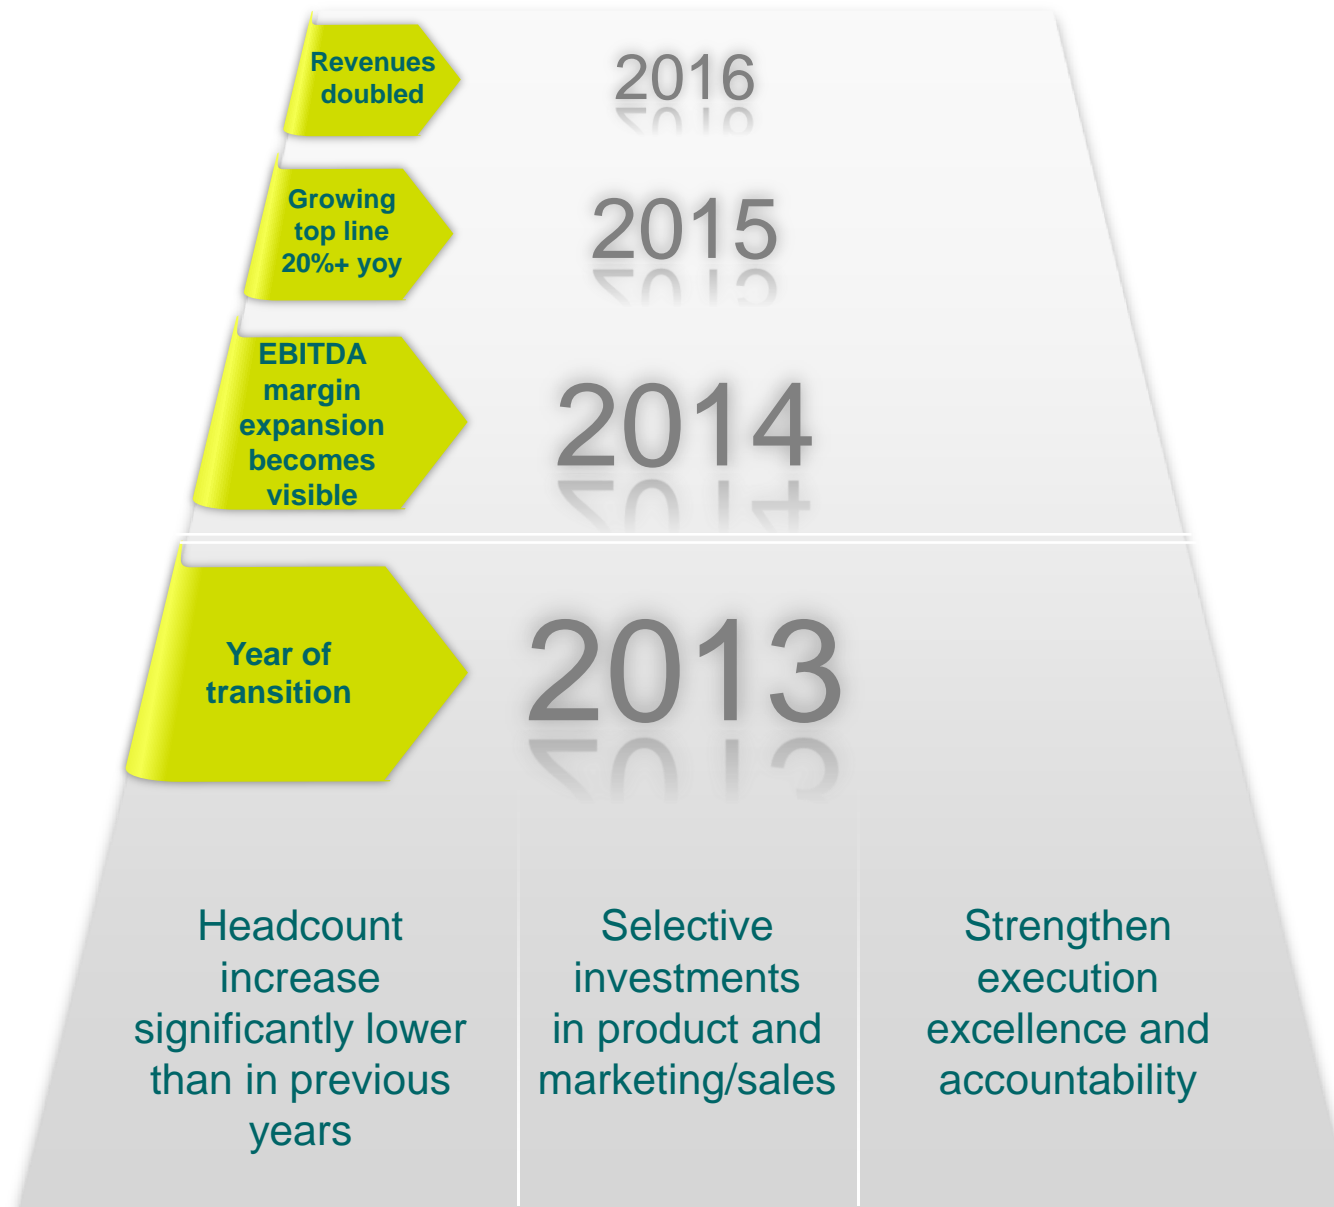 Revenues
doubled
2016
Growing
top line
20%+ yoy
2015
EBITDA
margin
expansion
becomes
visible
2014
Year of
transition
2013
Headcount
increase
significantly lower
than in previous
years
Selective
investments
in product and
marketing/sales
Strengthen
execution
excellence and
accountability